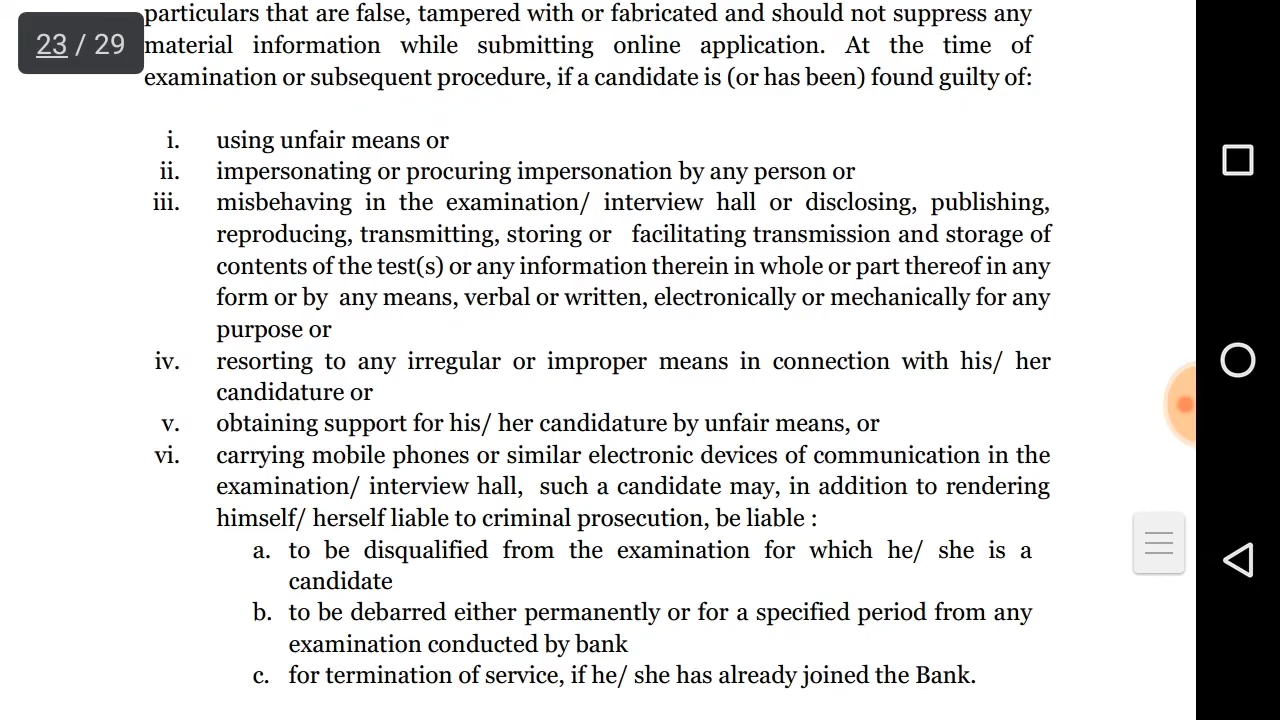 particulars that are false, tampered with or fabricated and should not suppress any
23 / 29
material information while submitting online application. At the time of
examination or subsequent procedure, if a candidate is (or has been) found guilty of:
i. using unfair means or
ii. impersonating or procuring impersonation by any person or
iii. misbehaving in the examination/ interview hall or disclosing, publishing,
reproducing, transmitting, storing or facilitating transmission and storage of
contents of the test(s) or any information therein in whole or part thereof in any
form or by any means, verbal or written, electronically or mechanically for any
purpose or
iv. resorting to any irregular or improper means in connection with his/ her
candidature or
v. obtaining support for his/ her candidature by unfair means, or
vi. carrying mobile phones or similar electronic devices of communication in the
examination/ interview hall, such a candidate may, in addition to rendering
himself/ herself liable to criminal prosecution, be liable :
a. to be disqualified from the examination for which he/ she is a
candidate
b. to be debarred either permanently or for a specified period from any
examination conducted by bank
c. for termination of service, if he/ she has already joined the Bank.